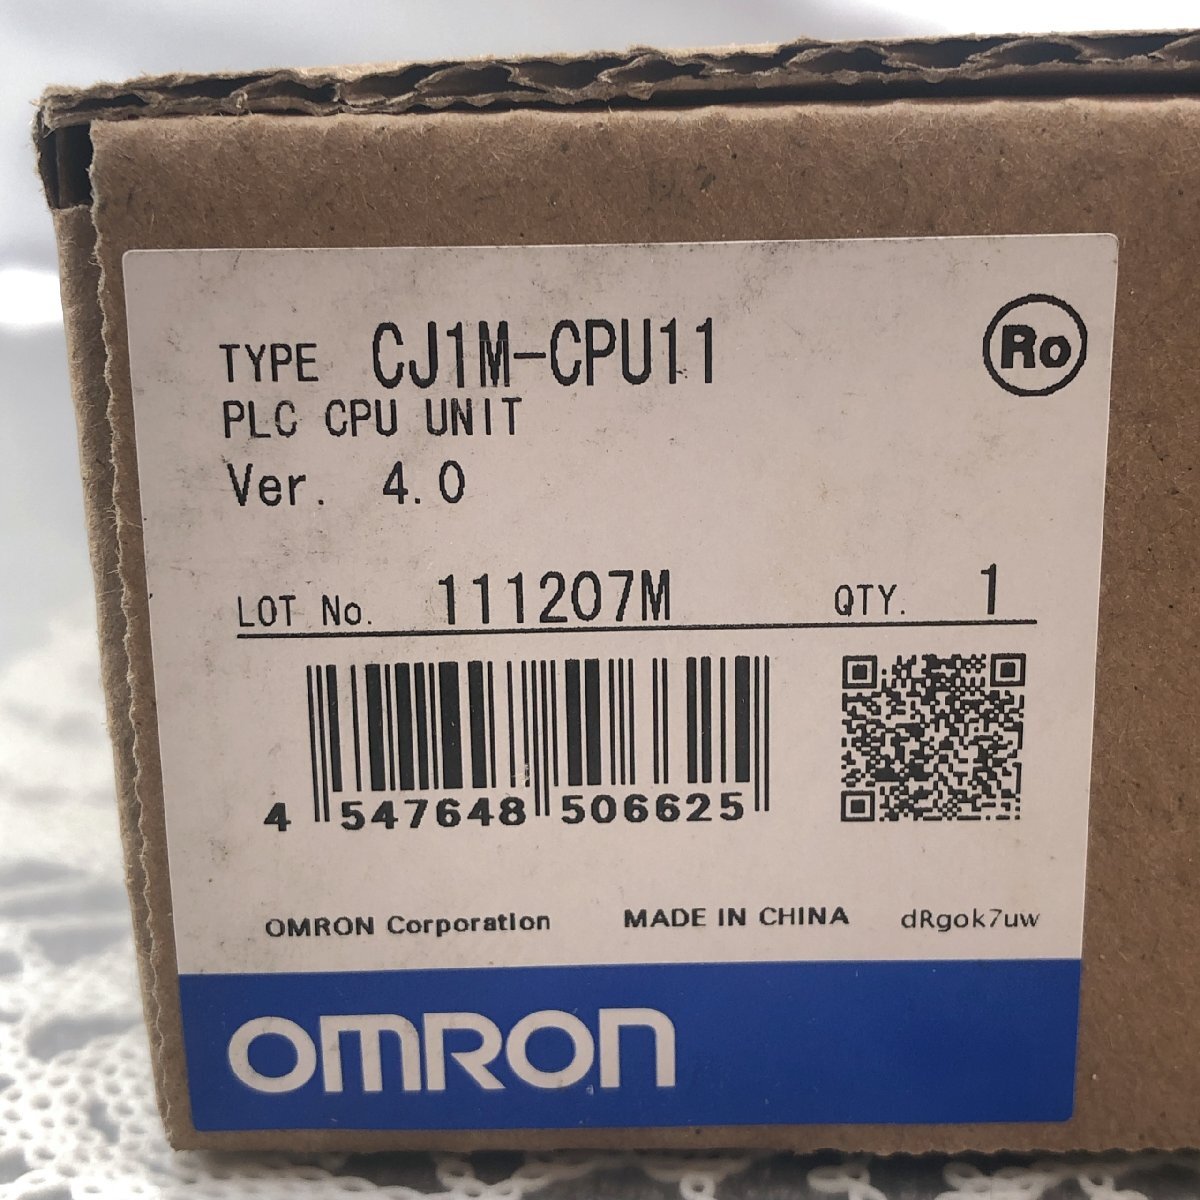 TYPE CJ1M-CPU11
Ro
PLC CPU UNIT
Ver. 4.0
LOT No. 111207M QTY. 1
4 547648 506625
OMRON Corporation MADE IN CHINA dRgok7uw
OMRON